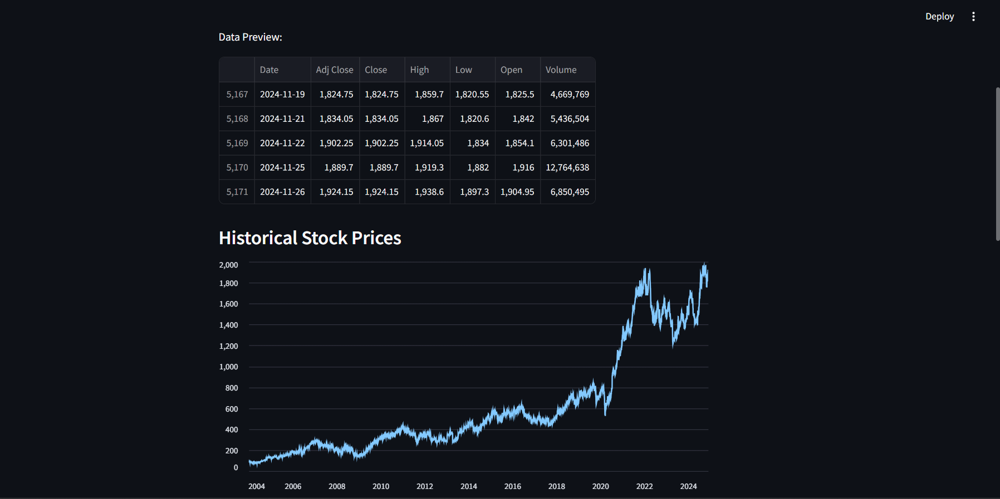 Deploy
Data Preview:
Date Adj Close Close High Low Open Volume
5,167 2024-11-19 1,824.75 1,824.75 1,859.7 1,820.55 1,825.5 4,669,769
5,168 2024-11-21 1,834.05 1,834.05 1,867 1,820.6 1,842 5,436,504
5,169 2024-11-22 1,902.25 1,902.25 1,914.05 1,834 1,854.1 6,301,486
5,170 2024-11-25 1,889.7 1,889.7 1,919.3 1,882 1,916 12,764,638
5,171 2024-11-26 1,924.15 1,924.15 1,938.6 1,897.3 1,904.95 6,850,495
Historical Stock Prices
2,000
1,800
1,600
1,400
1,200
1,000
800
600
400
200
0
2004 2006 2008 2010 2012 2014 2016 2018 2020 2022 2024